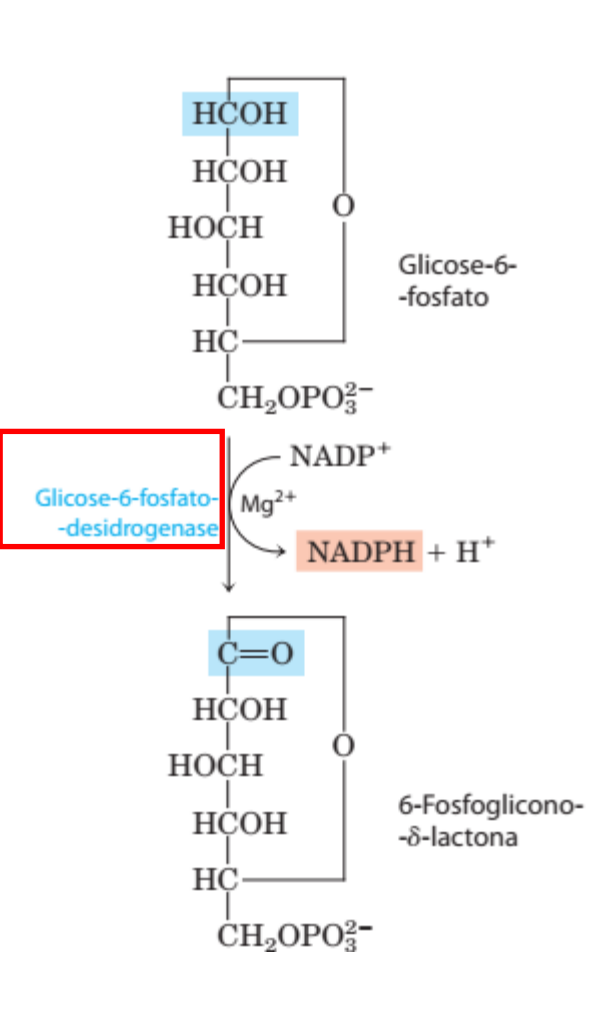 HCOH
HCOH
O
HOCH
HCOH
Glicose-6-
-fosfato
HC
CH₂OPO₃²⁻
NADP⁺
Glicose-6-fosfato-
-desidrogenase
Mg²⁺
NADPH + H⁺
C=O
HCOH
O
HOCH
HCOH
6-Fosfoglicono-
-δ-lactona
HC
CH₂OPO₃²⁻